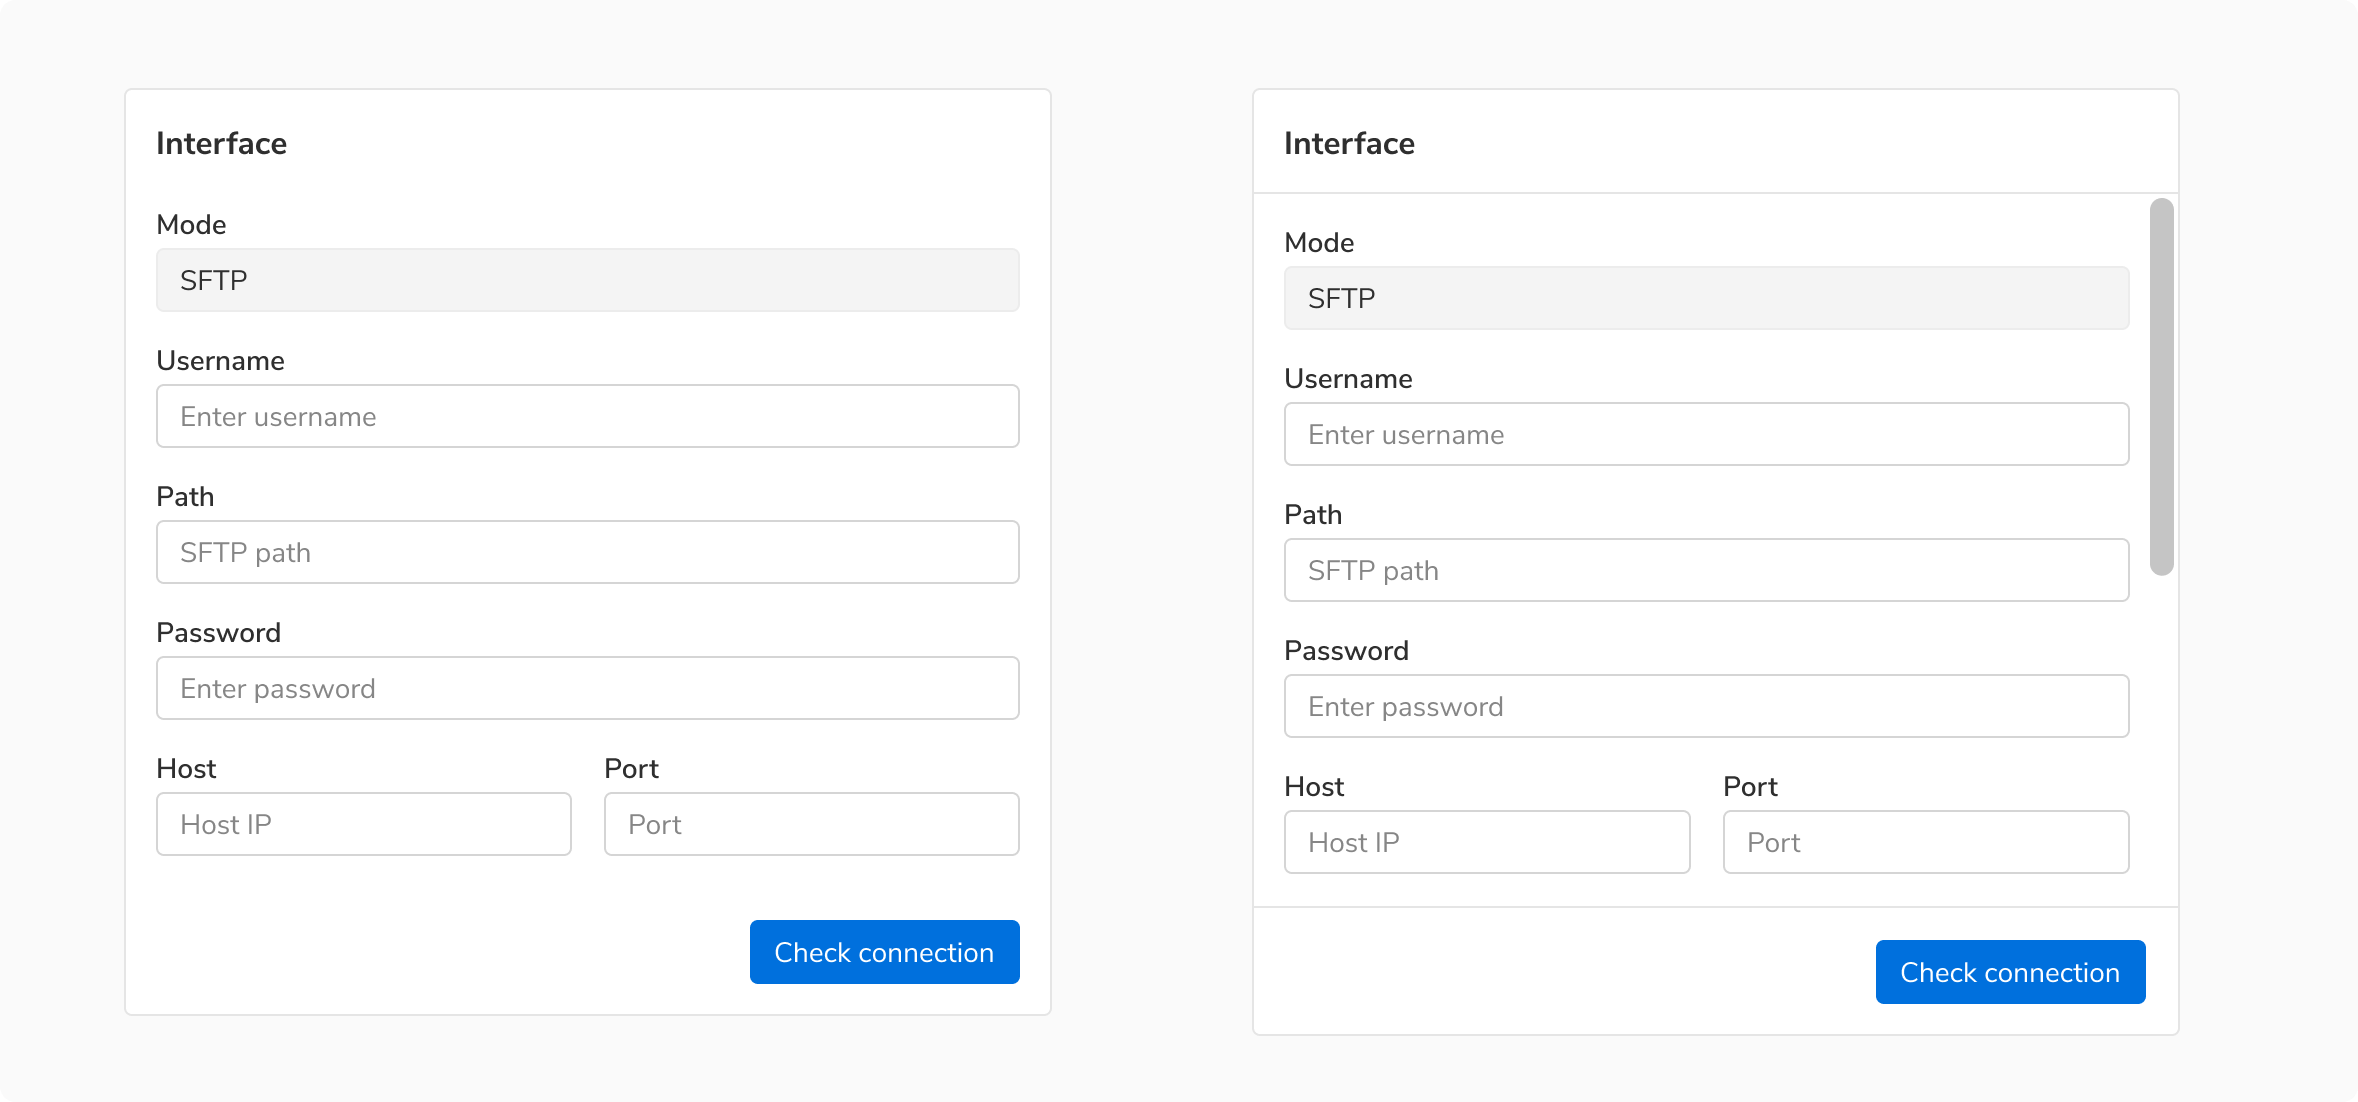 Interface
Mode
SFTP
Username
Enter username
Path
SFTP path
Password
Enter password
Host
Port
Host IP
Port
Check connection
Interface
Mode
SFTP
Username
Enter username
Path
SFTP path
Password
Enter password
Host
Port
Host IP
Port
Check connection